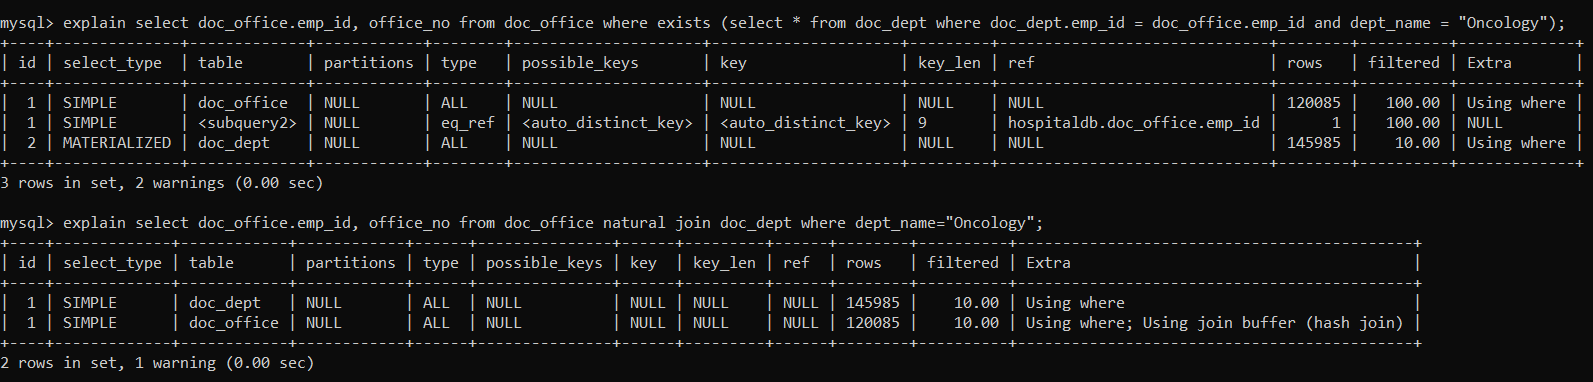 mysql> explain select doc_office.emp_id, office_no from doc_office where exists (select * from doc_dept where doc_dept.emp_id = doc_office.emp_id and dept_name = "Oncology");
+----+--------------+-------------+------------+--------+---------------------+---------------------+---------+------------------------------+--------+----------+-------------+
| id | select_type  | table       | partitions | type   | possible_keys       | key                 | key_len | ref                          | rows   | filtered | Extra       |
+----+--------------+-------------+------------+--------+---------------------+---------------------+---------+------------------------------+--------+----------+-------------+
|  1 | SIMPLE       | doc_office  | NULL       | ALL    | NULL                | NULL                | NULL    | NULL                         | 120085 |   100.00 | Using where |
|  1 | SIMPLE       | <subquery2> | NULL       | eq_ref | <auto_distinct_key> | <auto_distinct_key> | 9       | hospitaldb.doc_office.emp_id |      1 |   100.00 | NULL        |
|  2 | MATERIALIZED | doc_dept    | NULL       | ALL    | NULL                | NULL                | NULL    | NULL                         | 145985 |    10.00 | Using where |
+----+--------------+-------------+------------+--------+---------------------+---------------------+---------+------------------------------+--------+----------+-------------+
3 rows in set, 2 warnings (0.00 sec)
mysql> explain select doc_office.emp_id, office_no from doc_office natural join doc_dept where dept_name="Oncology";
+----+-------------+------------+------------+------+---------------+------+---------+------+--------+----------+--------------------------------------------+
| id | select_type | table      | partitions | type | possible_keys | key  | key_len | ref  | rows   | filtered | Extra                                      |
+----+-------------+------------+------------+------+---------------+------+---------+------+--------+----------+--------------------------------------------+
|  1 | SIMPLE      | doc_dept   | NULL       | ALL  | NULL          | NULL | NULL    | NULL | 145985 |    10.00 | Using where                                |
|  1 | SIMPLE      | doc_office | NULL       | ALL  | NULL          | NULL | NULL    | NULL | 120085 |    10.00 | Using where; Using join buffer (hash join) |
+----+-------------+------------+------------+------+---------------+------+---------+------+--------+----------+--------------------------------------------+
2 rows in set, 1 warning (0.00 sec)